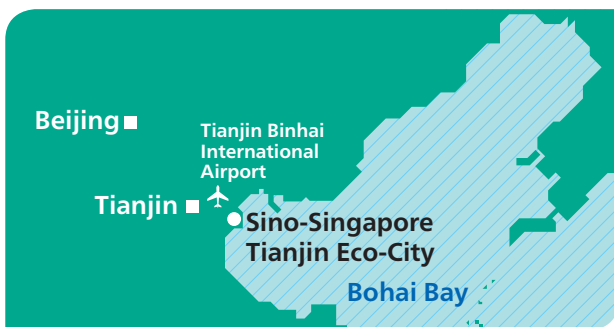 Beijing
Tianjin Binhai
International
Airport
Tianjin
Sino-Singapore
Tianjin Eco-City
Bohai Bay